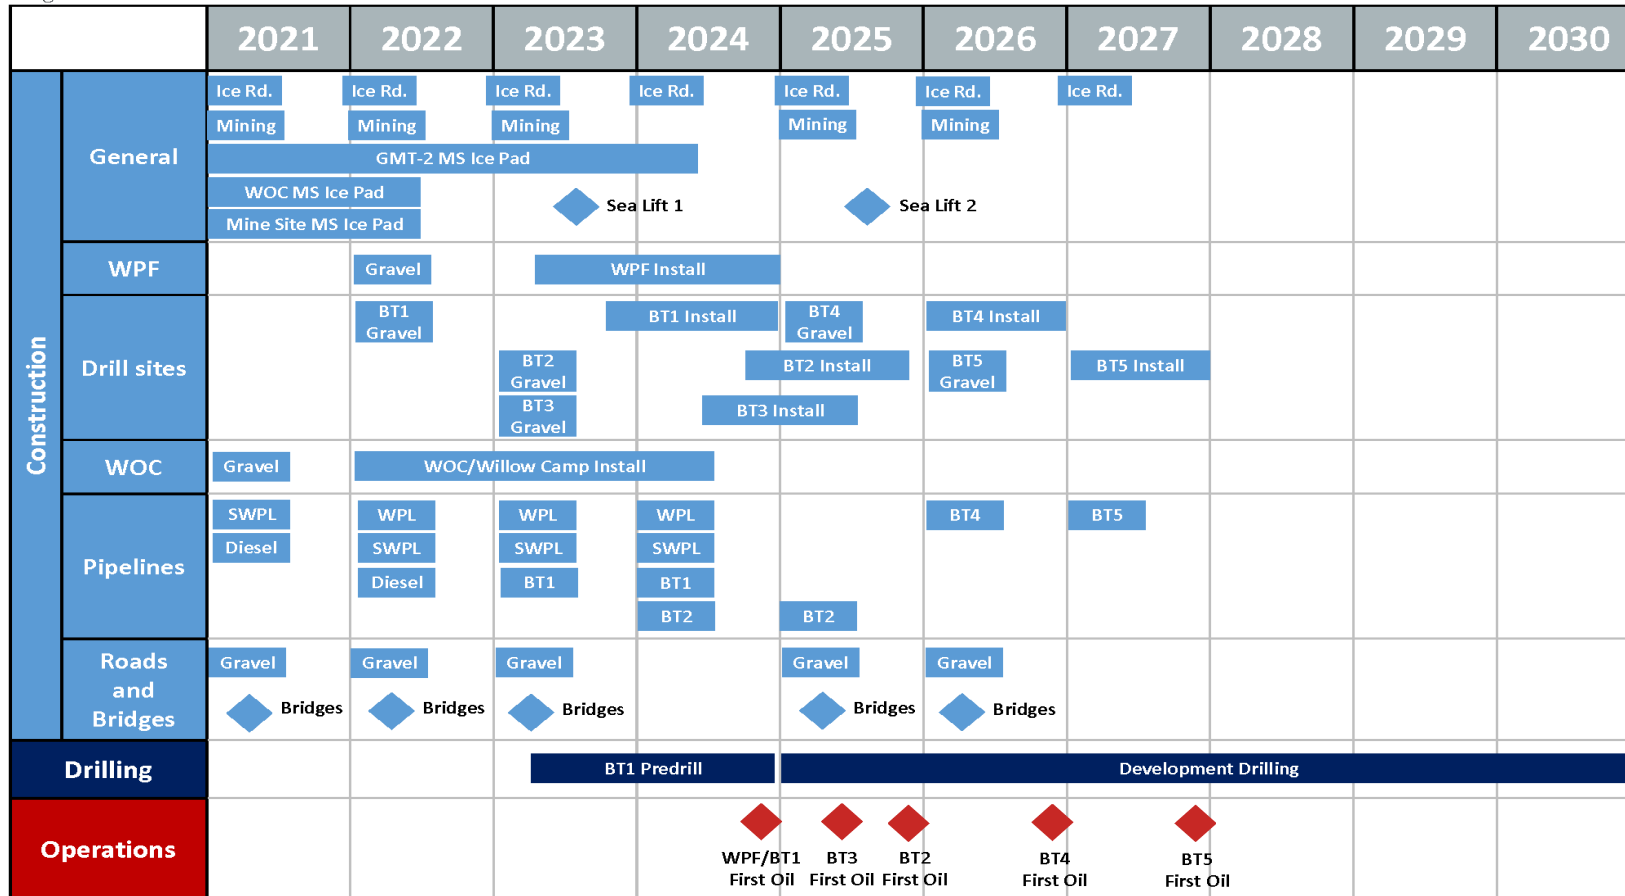 2021 2022 2023 2024 2025 2026 2027 2028 2029 2030
Construction
General
Ice Rd. Ice Rd. Ice Rd. Ice Rd. Ice Rd. Ice Rd. Ice Rd.
Mining Mining Mining Mining Mining
GMT-2 MS Ice Pad
WOC MS Ice Pad
Sea Lift 1 Sea Lift 2
Mine Site MS Ice Pad
WPF
Gravel WPF Install
Drill sites
BT1
Gravel
BT1 Install
BT4
Gravel
BT4 Install
BT2
Gravel
BT2 Install
BT5
Gravel
BT5 Install
BT3
Gravel
BT3 Install
WOC
Gravel WOC/Willow Camp Install
Pipelines
SWPL WPL WPL WPL BT4 BT5
Diesel SWPL SWPL SWPL
Diesel BT1 BT1
BT2 BT2
Roads
and
Bridges
Gravel Gravel Gravel Gravel Gravel
Bridges Bridges Bridges Bridges Bridges
Drilling
BT1 Predrill Development Drilling
Operations
WPF/BT1
First Oil
BT3
First Oil
BT2
First Oil
BT4
First Oil
BT5
First Oil